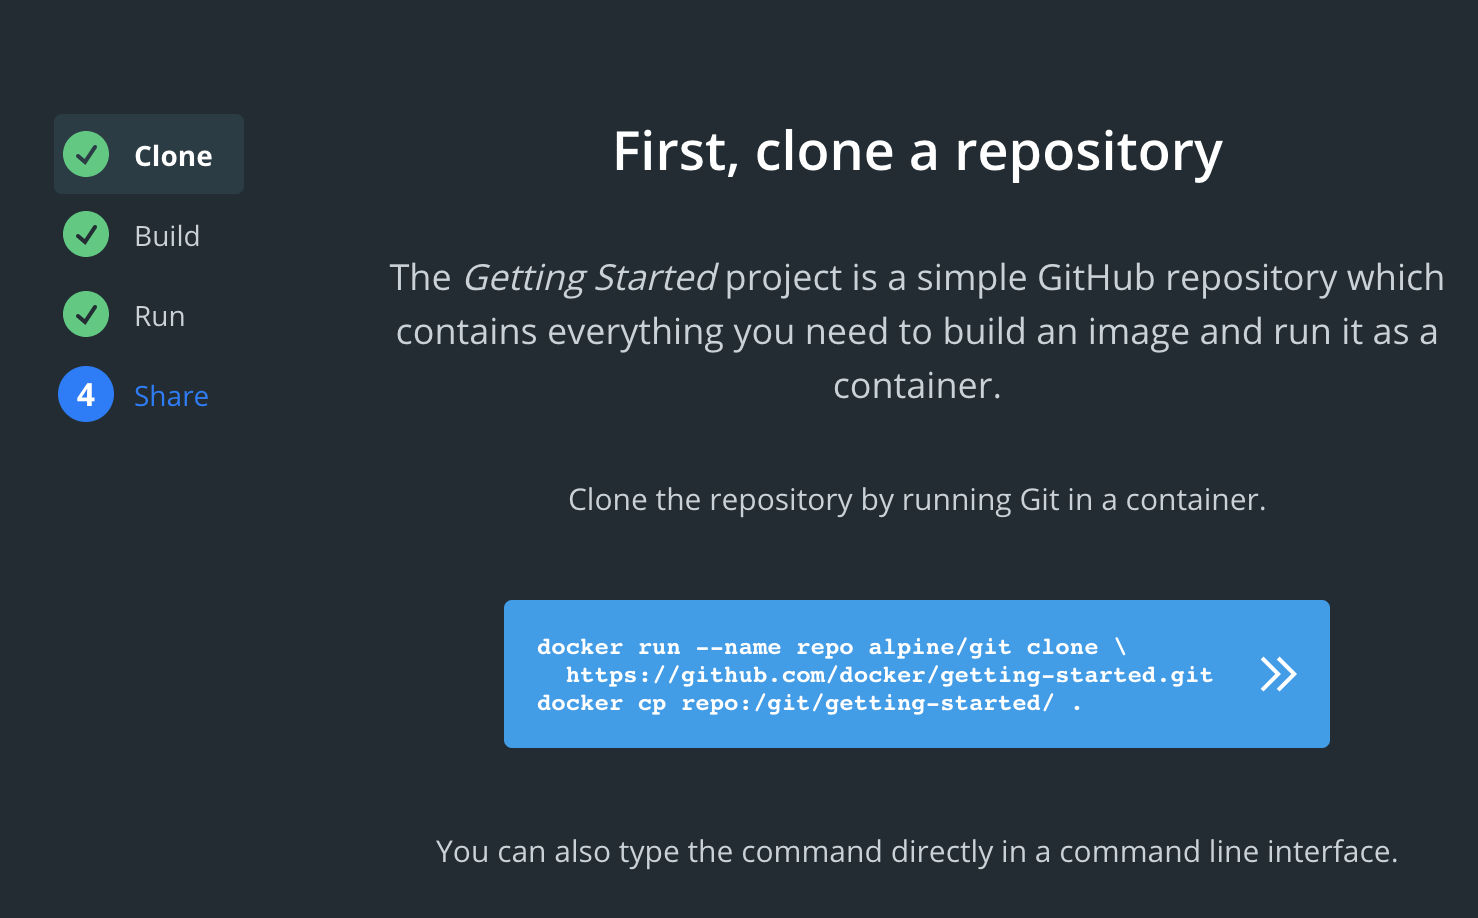 Clone
Build
Run
4 Share
First, clone a repository
The Getting Started project is a simple GitHub repository which
contains everything you need to build an image and run it as a
container.
Clone the repository by running Git in a container.
docker run --name repo alpine/git clone \
  https://github.com/docker/getting-started.git
docker cp repo:/git/getting-started/ .
You can also type the command directly in a command line interface.